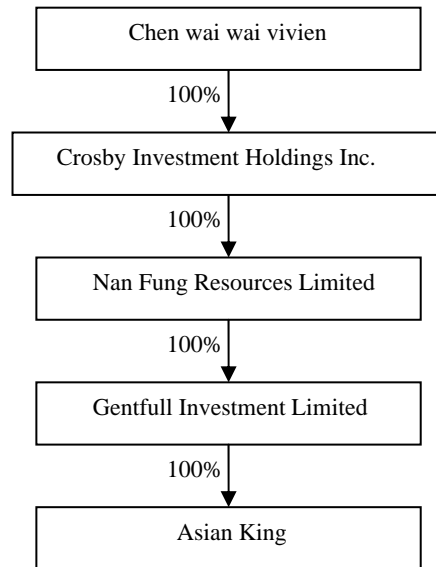 Chen wai wai vivien
100%
Crosby Investment Holdings Inc.
100%
Nan Fung Resources Limited
100%
Gentfull Investment Limited
100%
Asian King